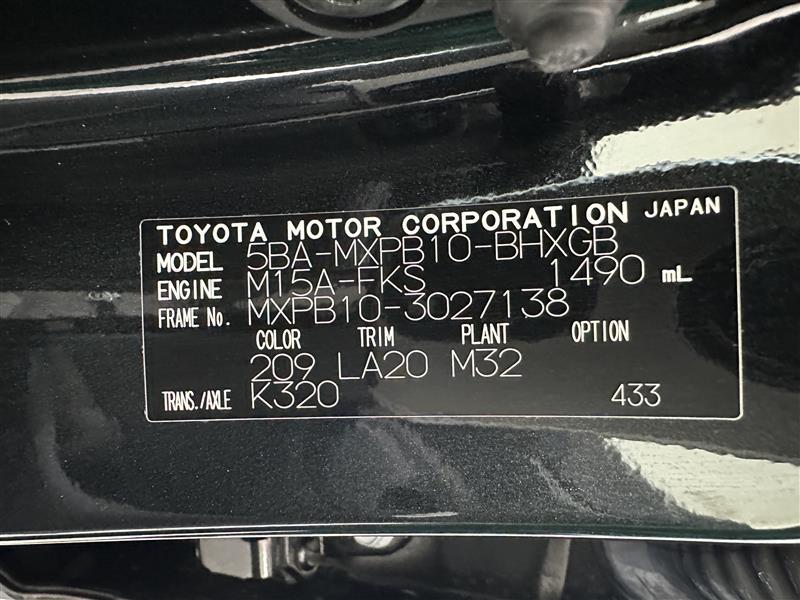 TOYOTA MOTOR CORPORATION JAPAN
MODEL 5BA-MXPB10-BHXGB
ENGINE M15A-FKS 1490 mL
FRAME No. MXPB10-3027138
COLOR TRIM PLANT OPTION
209 LA20 M32
TRANS./AXLE K320 433